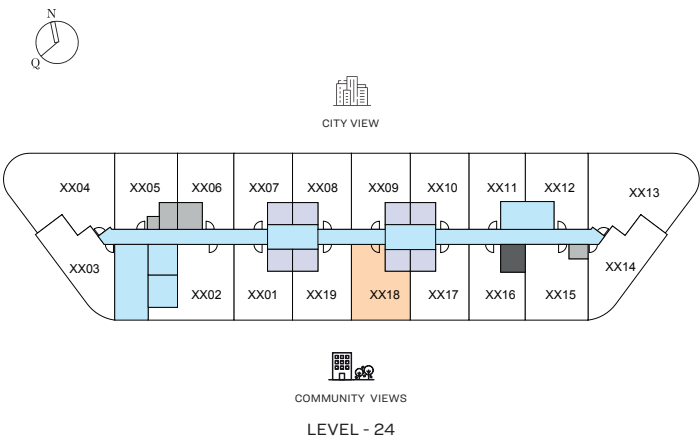 N
Q
CITY VIEW
XX04 XX05 XX06 XX07 XX08 XX09 XX10 XX11 XX12 XX13
XX03 XX14
XX02 XX01 XX19 XX18 XX17 XX16 XX15
COMMUNITY VIEWS
LEVEL - 24